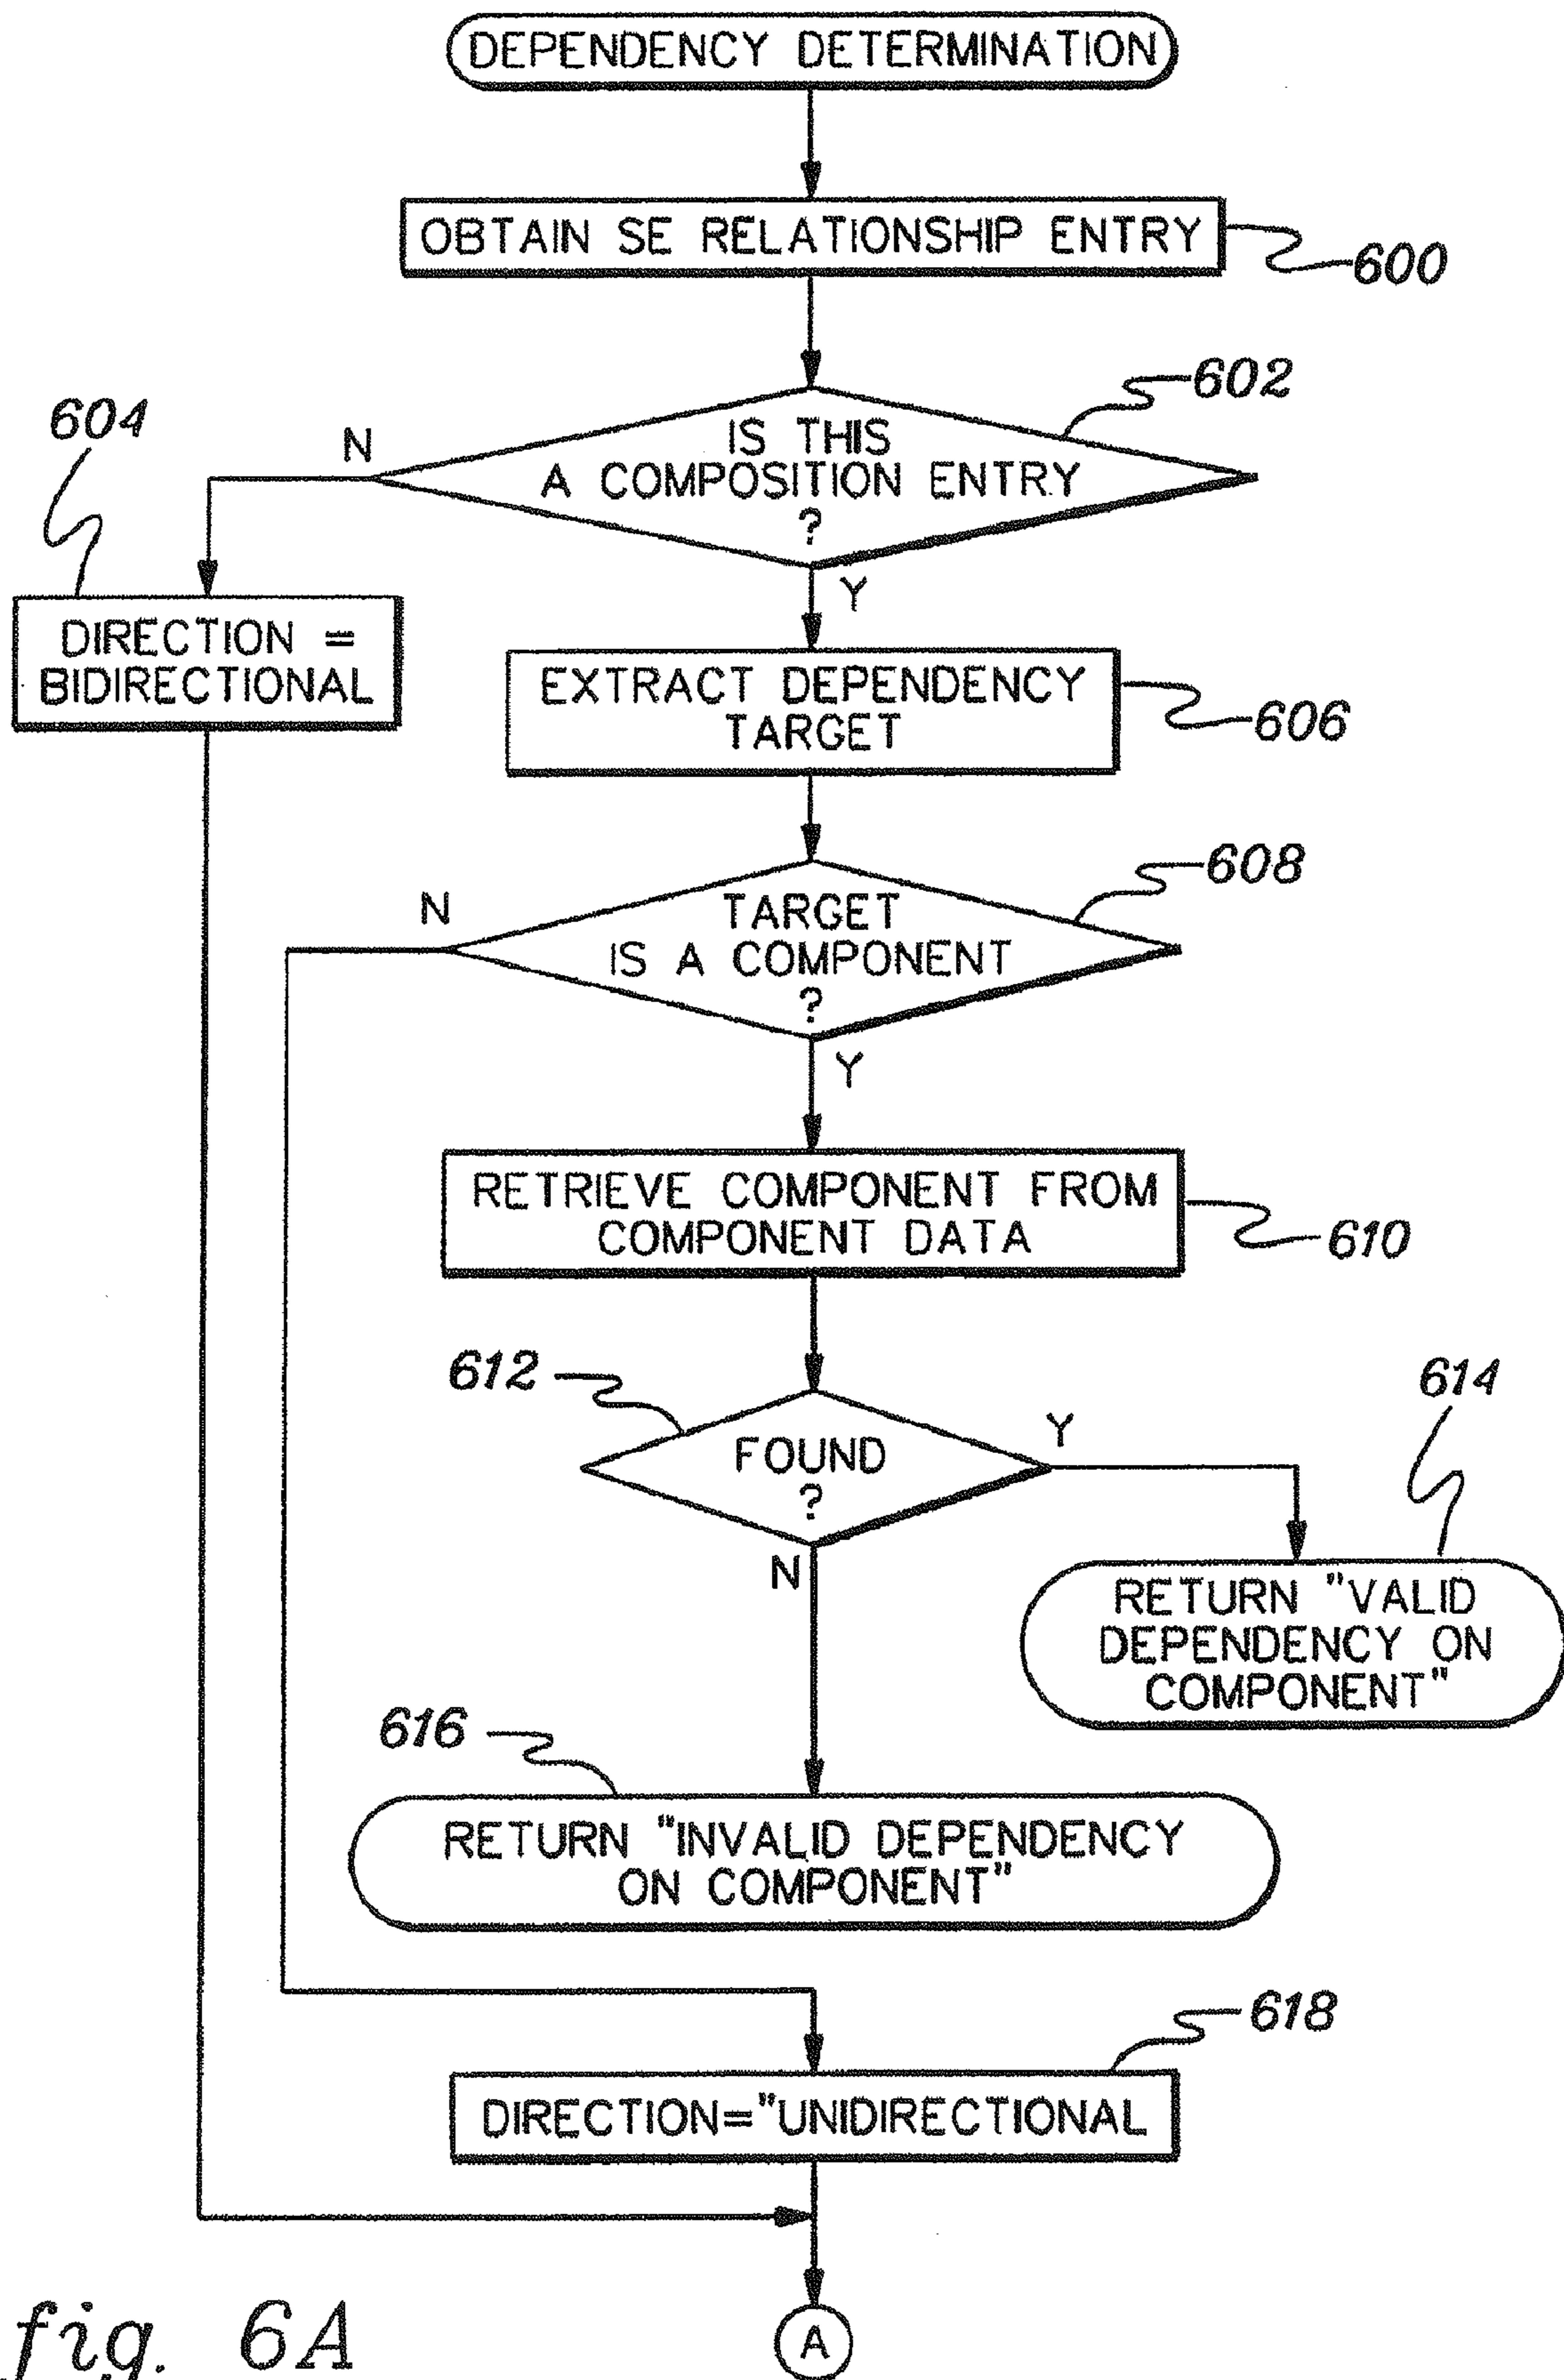 DEPENDENCY DETERMINATION
OBTAIN SE RELATIONSHIP ENTRY
600
602
604
N
IS THIS
A COMPOSITION ENTRY
?
Y
DIRECTION =
BIDIRECTIONAL
EXTRACT DEPENDENCY
TARGET
606
608
N
TARGET
IS A COMPONENT
?
Y
RETRIEVE COMPONENT FROM
COMPONENT DATA
610
612
614
FOUND
?
Y
N
RETURN "VALID
DEPENDENCY ON
COMPONENT"
616
RETURN "INVALID DEPENDENCY
ON COMPONENT"
618
DIRECTION="UNIDIRECTIONAL
A
fig. 6A